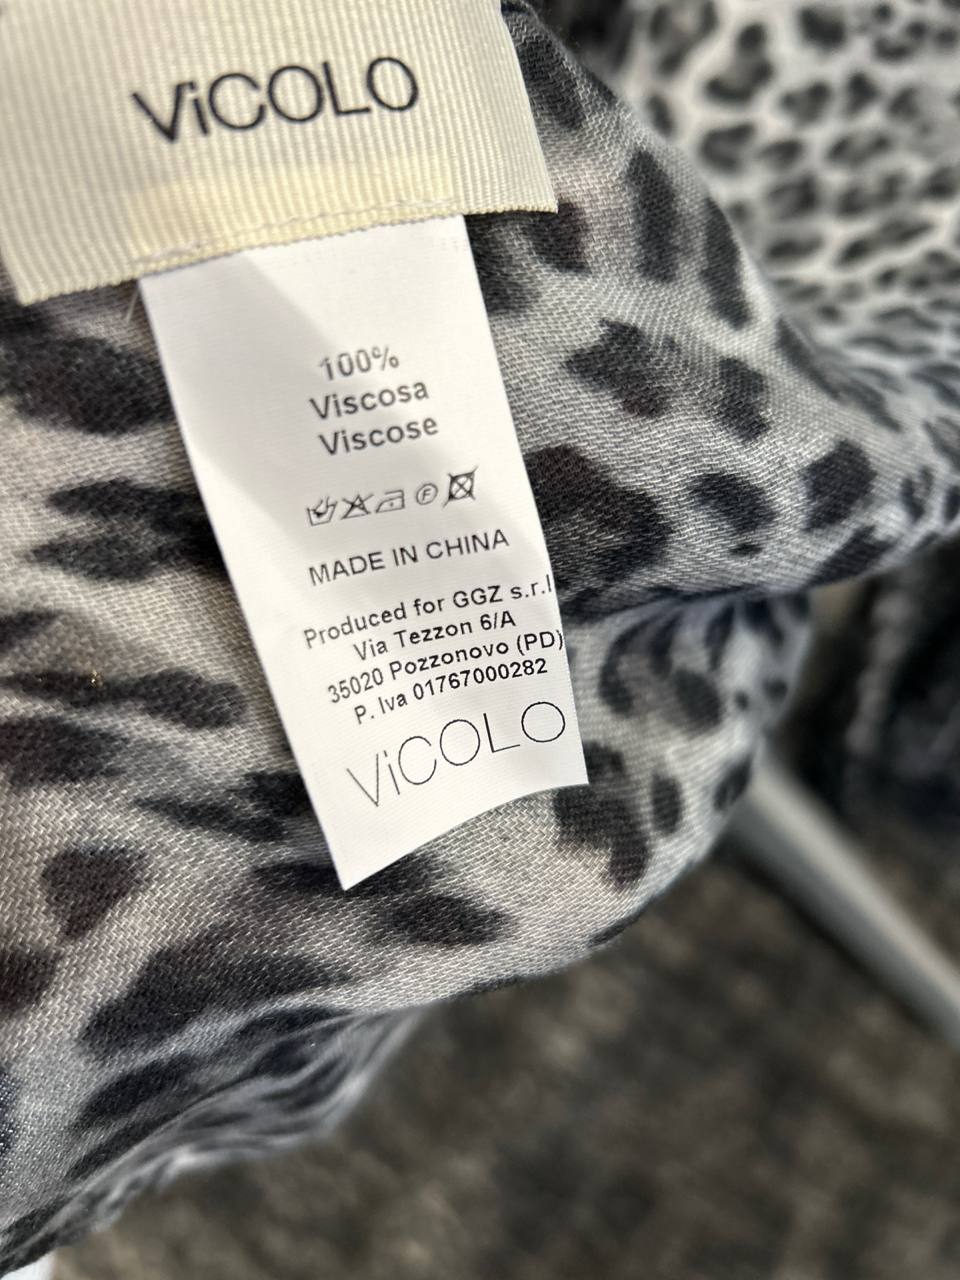 ViCOLO
100%
Viscosa
Viscose
MADE IN CHINA
Produced for GGZ s.r.l
Via Tezzon 6/A
35020 Pozzonovo (PD)
P. Iva 01767000282
ViCOLO